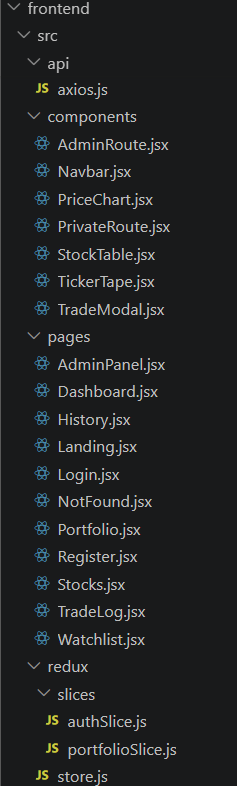 frontend
src
api
JS axios.js
components
AdminRoute.jsx
Navbar.jsx
PriceChart.jsx
PrivateRoute.jsx
StockTable.jsx
TickerTape.jsx
TradeModal.jsx
pages
AdminPanel.jsx
Dashboard.jsx
History.jsx
Landing.jsx
Login.jsx
NotFound.jsx
Portfolio.jsx
Register.jsx
Stocks.jsx
TradeLog.jsx
Watchlist.jsx
redux
slices
JS authSlice.js
JS portfolioSlice.js
JS store.js